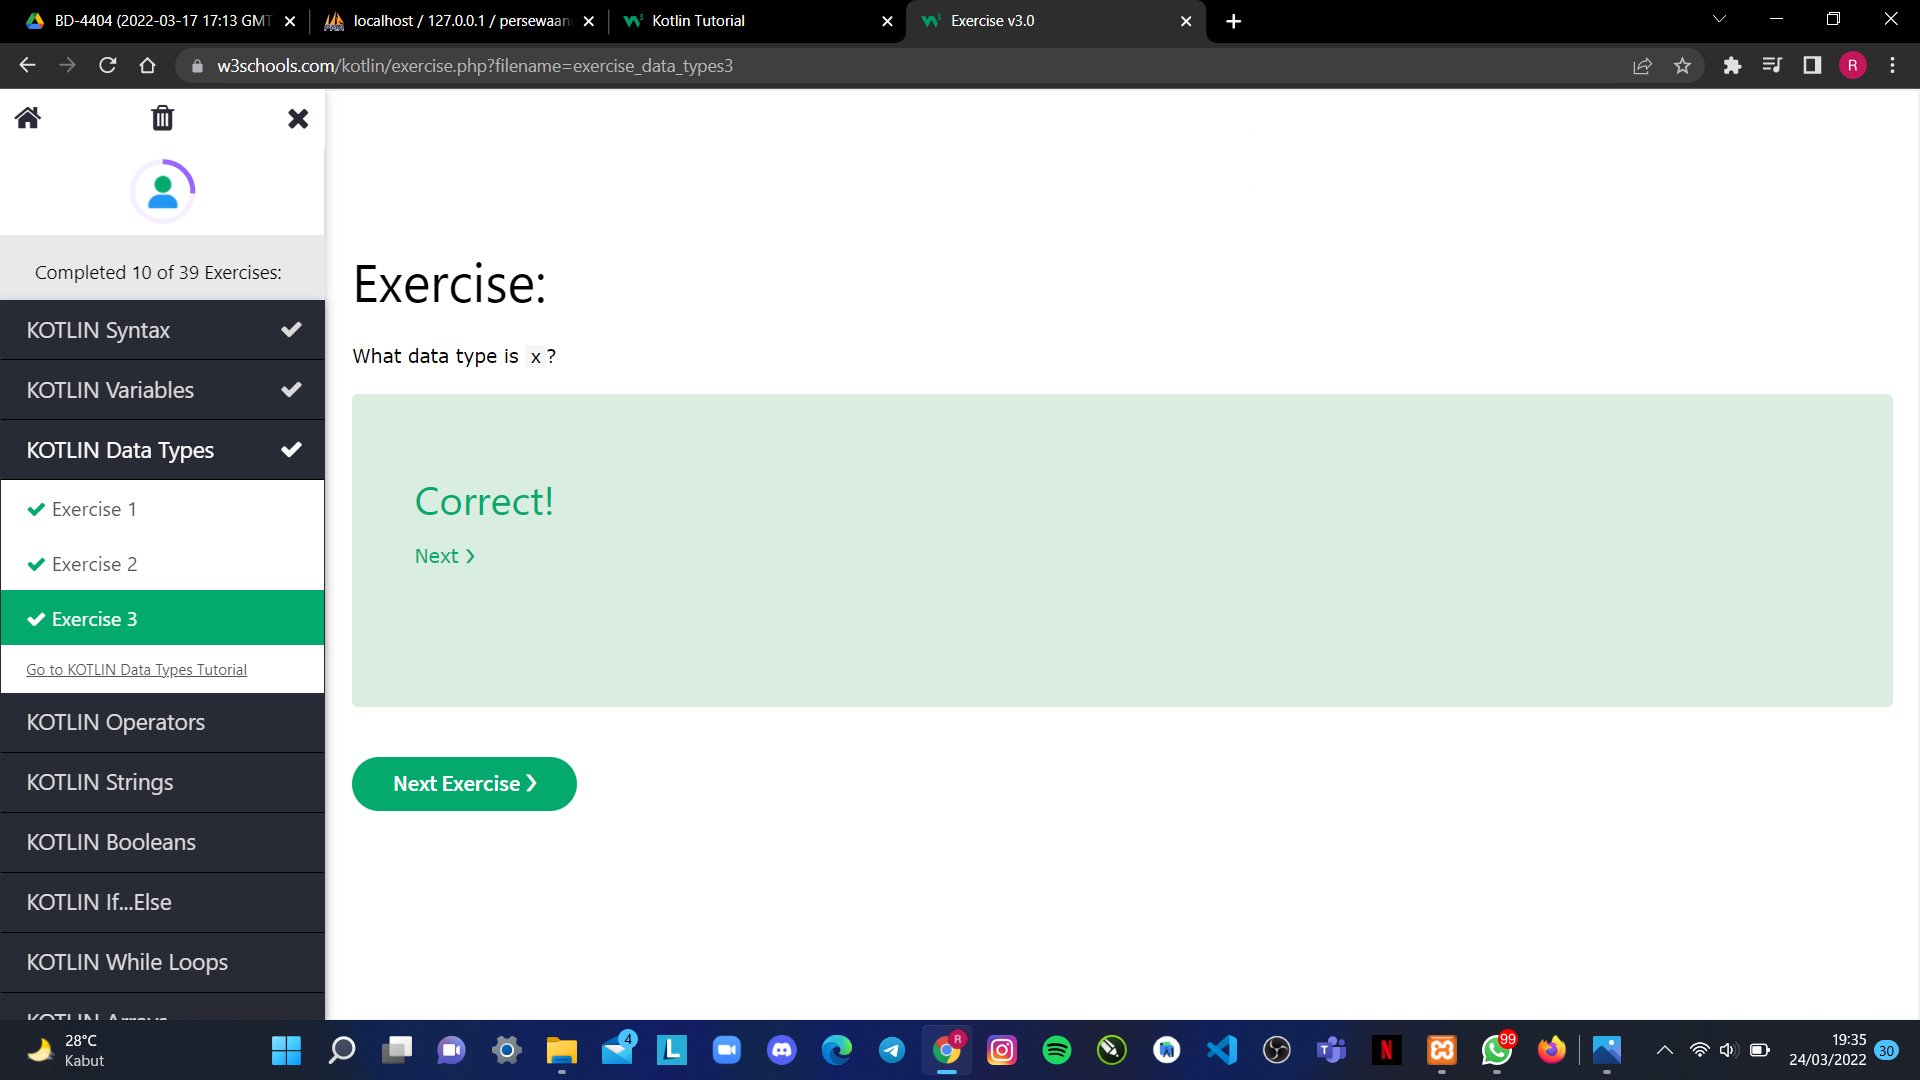 BD-4404 (2022-03-17 17:13 GMT
localhost / 127.0.0.1 / persewaan
Kotlin Tutorial
Exercise v3.0
w3schools.com/kotlin/exercise.php?filename=exercise_data_types3
R
Completed 10 of 39 Exercises:
KOTLIN Syntax
KOTLIN Variables
KOTLIN Data Types
Exercise 1
Exercise 2
Exercise 3
Go to KOTLIN Data Types Tutorial
KOTLIN Operators
KOTLIN Strings
KOTLIN Booleans
KOTLIN If...Else
KOTLIN While Loops
KOTLIN Arrays
Exercise:
What data type is x ?
Correct!
Next ❯
Next Exercise ❯
28°C
Kabut
4
L
R
N
99
19:35
24/03/2022
30